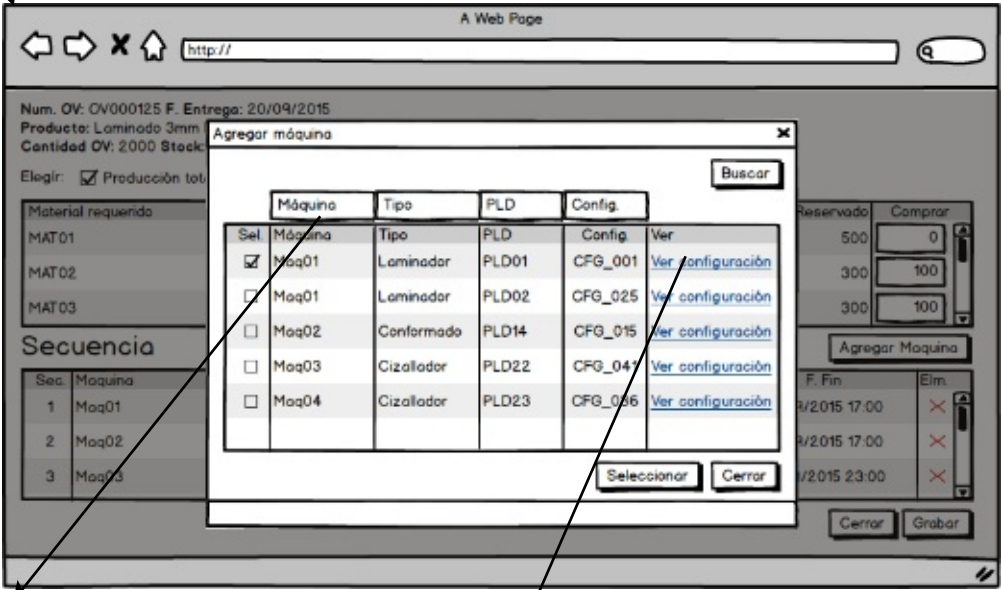 A Web Page
http://
Num. OV: OV000125 F. Entrega: 20/09/2015
Producto: Laminado 3mm
Cantidad OV: 2000 Stock:
Elegir: Producción tot
Agregar máquina
Buscar
Máquina Tipo PLD Config.
Sel. Máquina Tipo PLD Config. Ver
Maq01 Laminador PLD01 CFG_001 Ver configuración
Maq01 Laminador PLD02 CFG_025 Ver configuración
Maq02 Conformado PLD14 CFG_015 Ver configuración
Maq03 Cizallador PLD22 CFG_041 Ver configuración
Maq04 Cizallador PLD23 CFG_036 Ver configuración
Seleccionar Cerrar
Material requerido Reservado Comprar
MAT01 500 0
MAT02 300 100
MAT03 300 100
Secuencia Agregar Maquina
Sec. Maquina F. Fin Elm.
1 Maq01 /2015 17:00
2 Maq02 /2015 17:00
3 Maq03 /2015 23:00
Cerrar Grabar